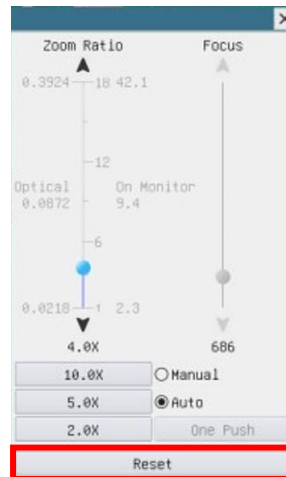 Zoom Ratio Focus
0.3924 18 42.1
12
Optical On Monitor
0.0872 9.4
6
0.0218 1 2.3
4.0X 686
10.0X Manual
5.0X Auto
2.0X One Push
Reset